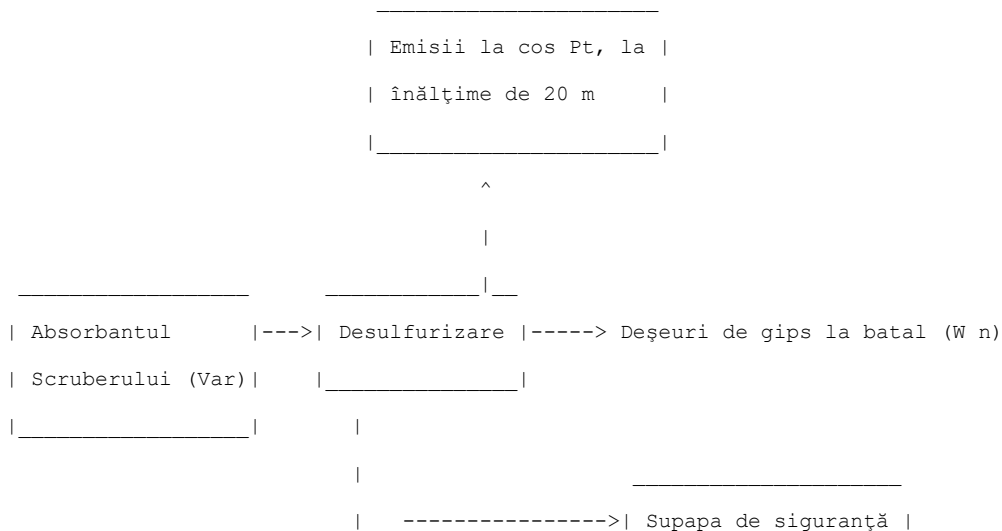 Emisii la cos Pt, la
înălţime de 20 m
Absorbantul
Scruberului (Var)
Desulfurizare
Deşeuri de gips la batal (W n)
Supapa de siguranţă